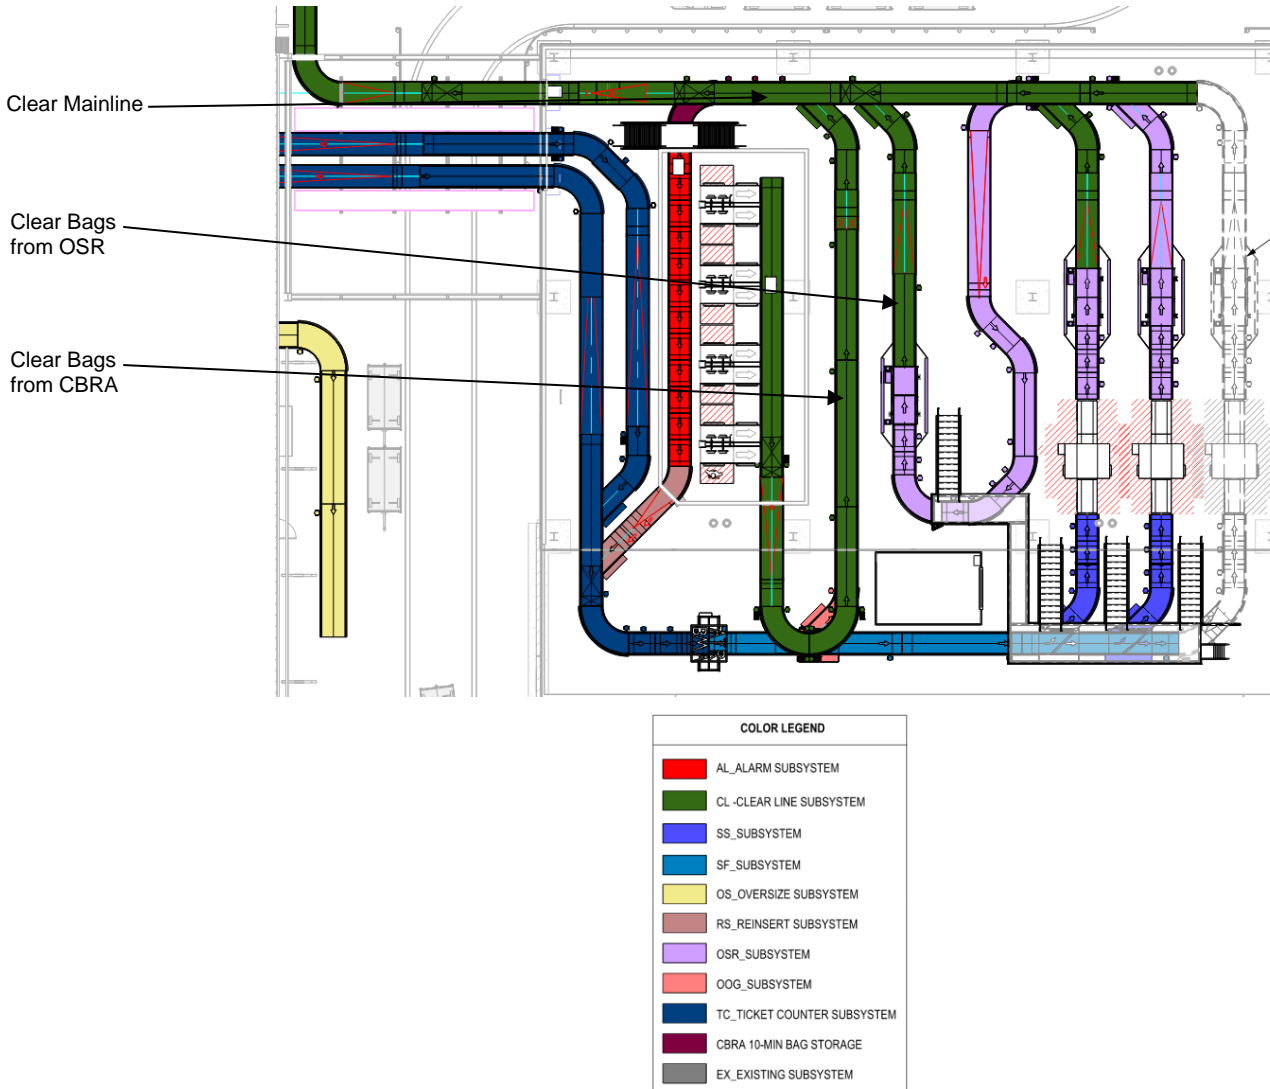 Clear Mainline
Clear Bags
from OSR
Clear Bags
from CBRA
COLOR LEGEND
AL_ALARM SUBSYSTEM
CL -CLEAR LINE SUBSYSTEM
SS_SUBSYSTEM
SF_SUBSYSTEM
OS_OVERSIZE SUBSYSTEM
RS_REINSERT SUBSYSTEM
OSR_SUBSYSTEM
OOG_SUBSYSTEM
TC_TICKET COUNTER SUBSYSTEM
CBRA 10-MIN BAG STORAGE
EX_EXISTING SUBSYSTEM